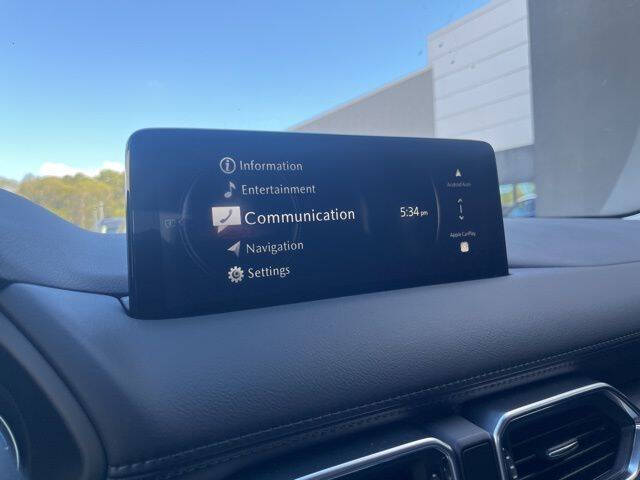 Information
Entertainment
Communication
Navigation
Settings
5:34 pm
Android Auto
Apple CarPlay